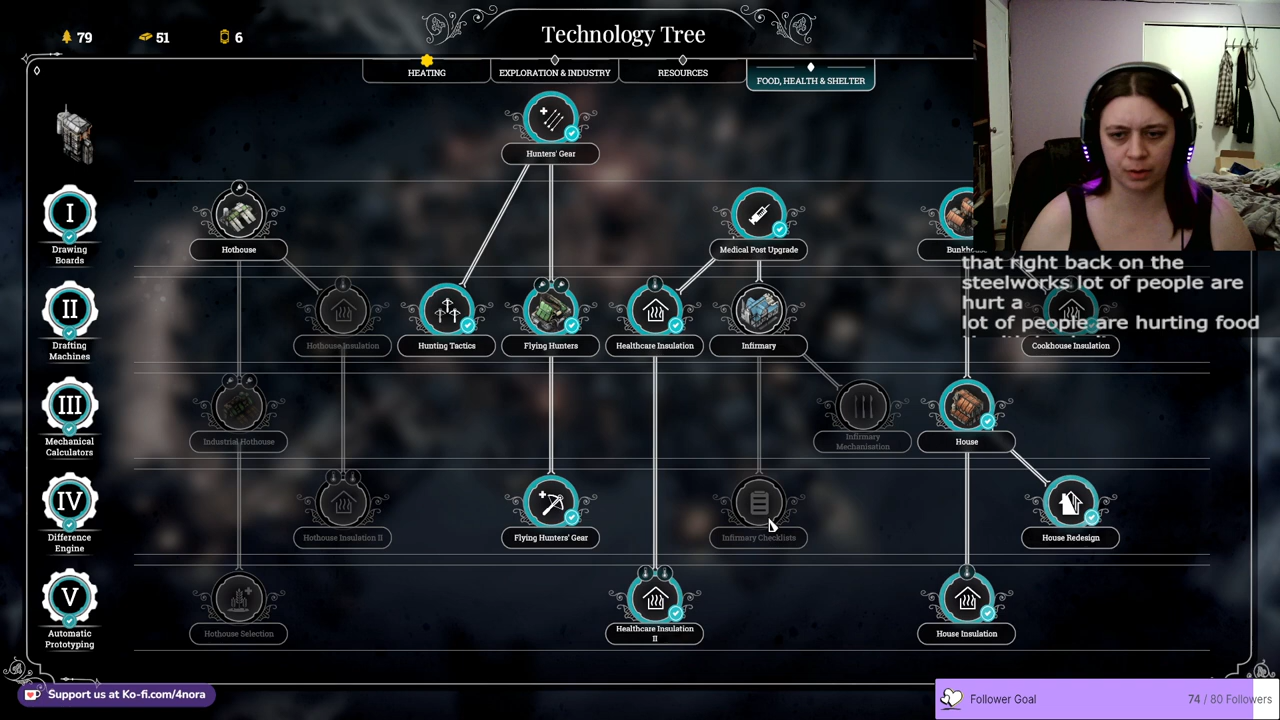 79
51
6
Technology Tree
HEATING
EXPLORATION & INDUSTRY
RESOURCES
FOOD, HEALTH & SHELTER
Hunters' Gear
I
Drawing
Boards
Hothouse
Medical Post Upgrade
that right back on the
steelworks lot of people are
hurt a
lot of people are hurting food
II
Drafting
Machines
Hothouse Insulation
Hunting Tactics
Flying Hunters
Healthcare Insulation
Infirmary
Cookhouse Insulation
III
Mechanical
Calculators
Industrial Hothouse
Infirmary
Mechanisation
House
IV
Difference
Engine
Hothouse Insulation II
Flying Hunters' Gear
Infirmary Checklists
House Redesign
V
Automatic
Prototyping
Hothouse Selection
Healthcare Insulation
II
House Insulation
Support us at Ko-fi.com/4nora
Follower Goal
74 / 80 Followers